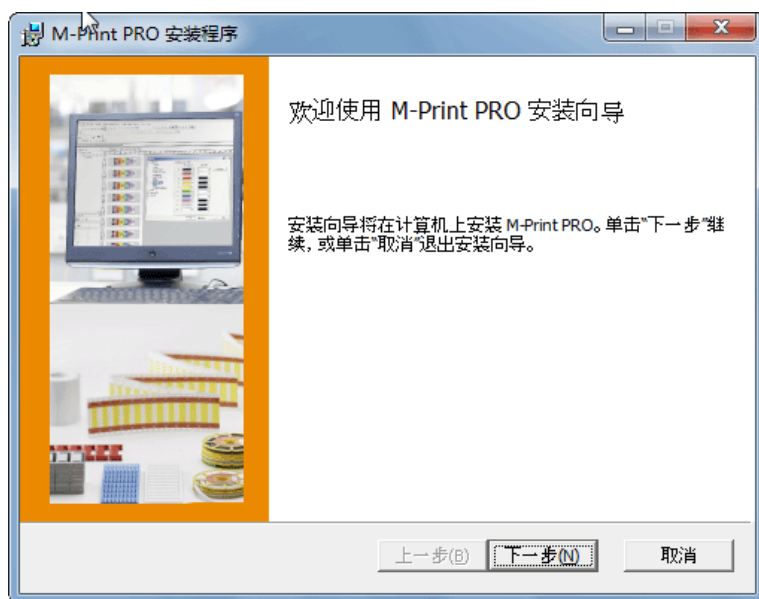 M-Print PRO 安装程序
欢迎使用 M-Print PRO 安装向导
安装向导将在计算机上安装 M-Print PRO。单击"下一步"继
续,或单击"取消"退出安装向导。
上一步(B) 下一步(N) 取消